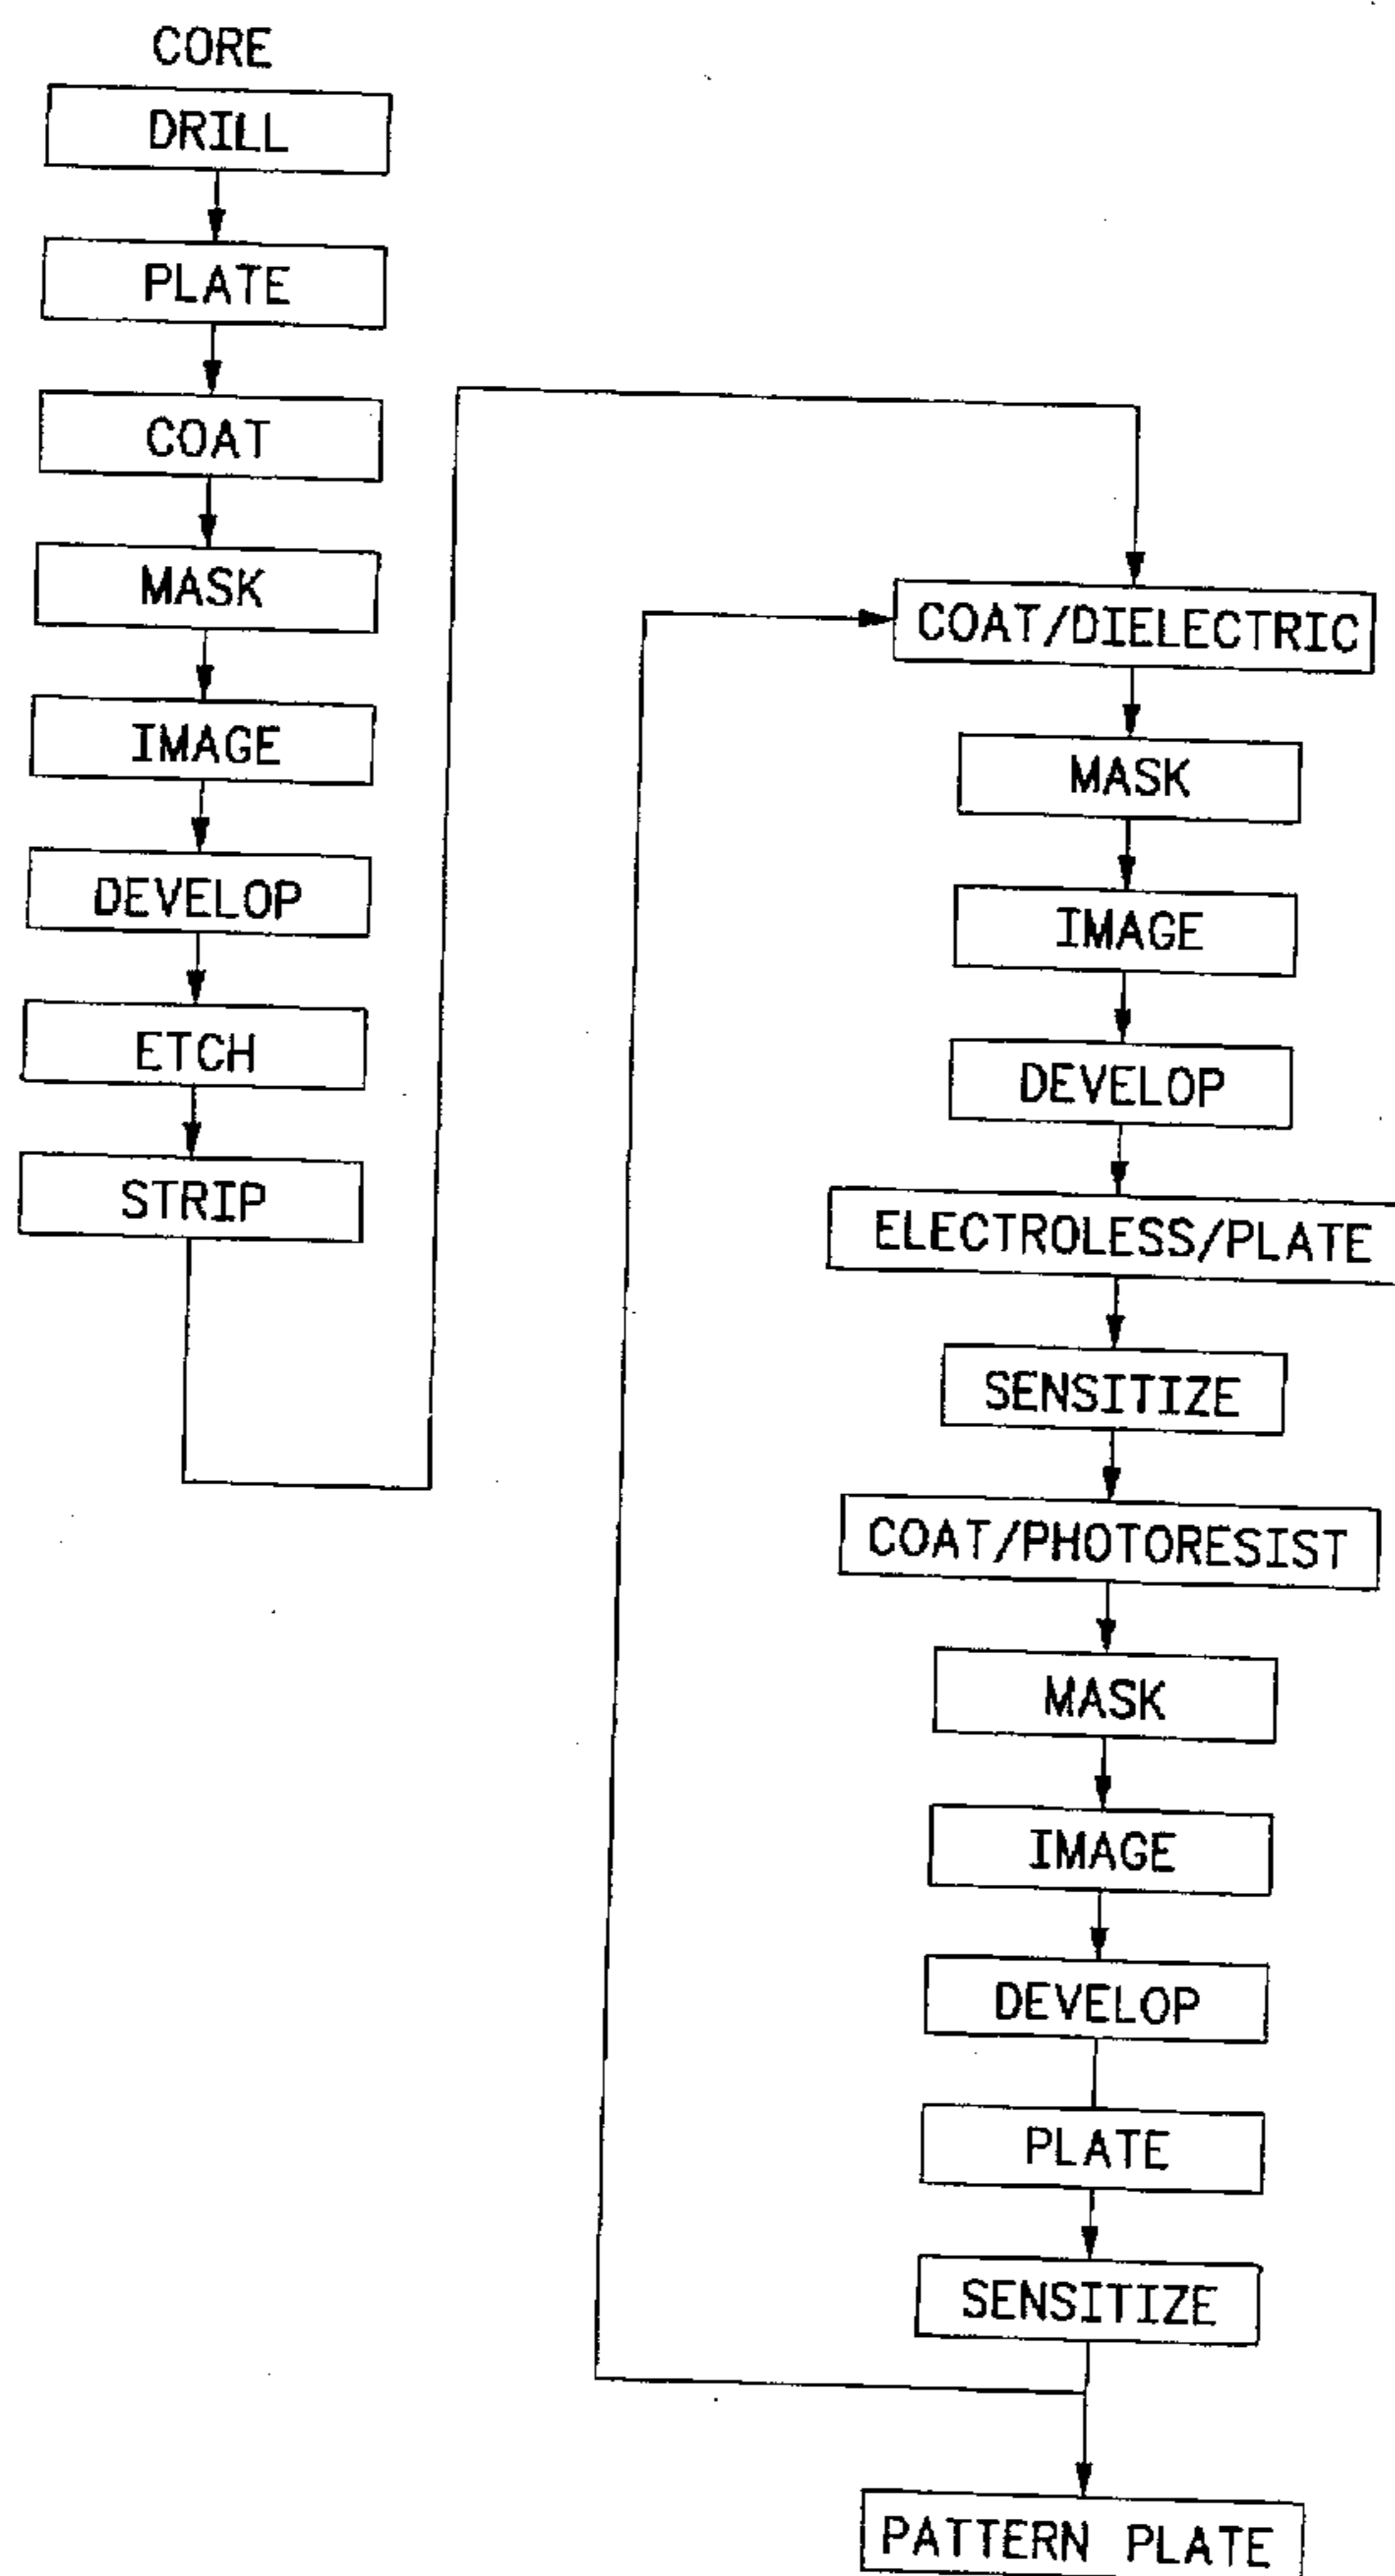 CORE
DRILL
PLATE
COAT
MASK
IMAGE
DEVELOP
ETCH
STRIP
COAT/DIELECTRIC
MASK
IMAGE
DEVELOP
ELECTROLESS/PLATE
SENSITIZE
COAT/PHOTORESIST
MASK
IMAGE
DEVELOP
PLATE
SENSITIZE
PATTERN PLATE